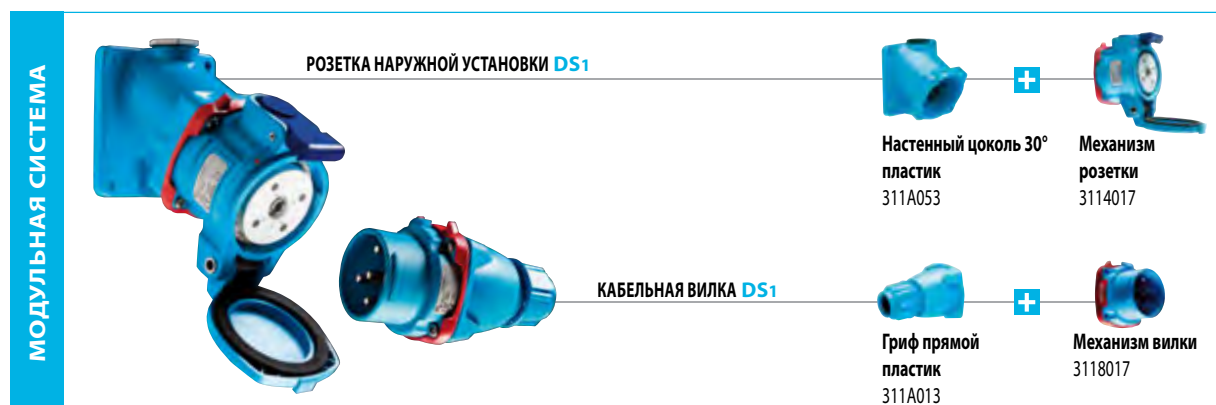 МОДУЛЬНАЯ СИСТЕМА
РОЗЕТКА НАРУЖНОЙ УСТАНОВКИ DS1
Настенный цоколь 30°
пластик
311A053
Механизм
розетки
3114017
КАБЕЛЬНАЯ ВИЛКА DS1
Гриф прямой
пластик
311A013
Механизм вилки
3118017